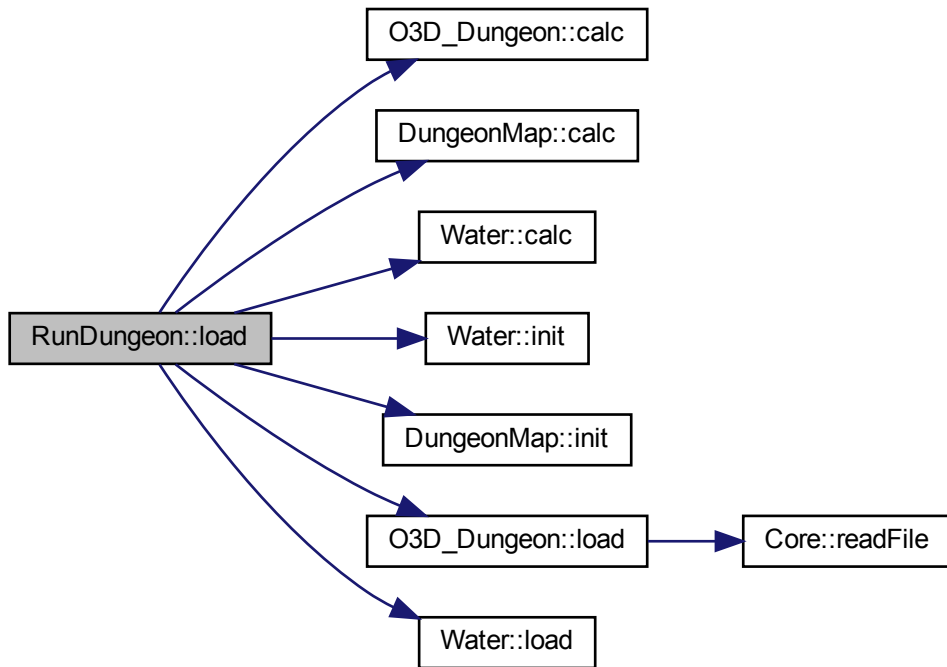 O3D_Dungeon::calc
DungeonMap::calc
Water::calc
RunDungeon::load
Water::init
DungeonMap::init
O3D_Dungeon::load
Core::readFile
Water::load